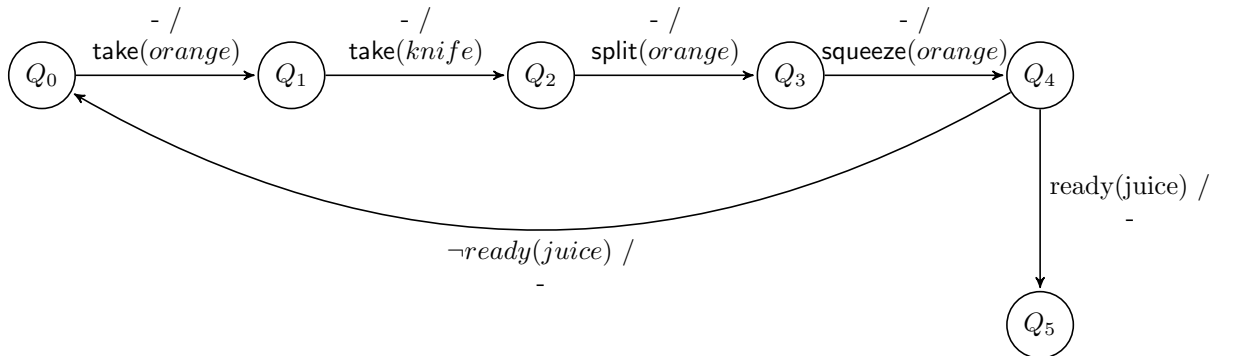 - /
take(orange)
- /
take(knife)
- /
split(orange)
- /
squeeze(orange)
Q0
Q1
Q2
Q3
Q4
ready(juice) /
-
¬ready(juice) /
-
Q5